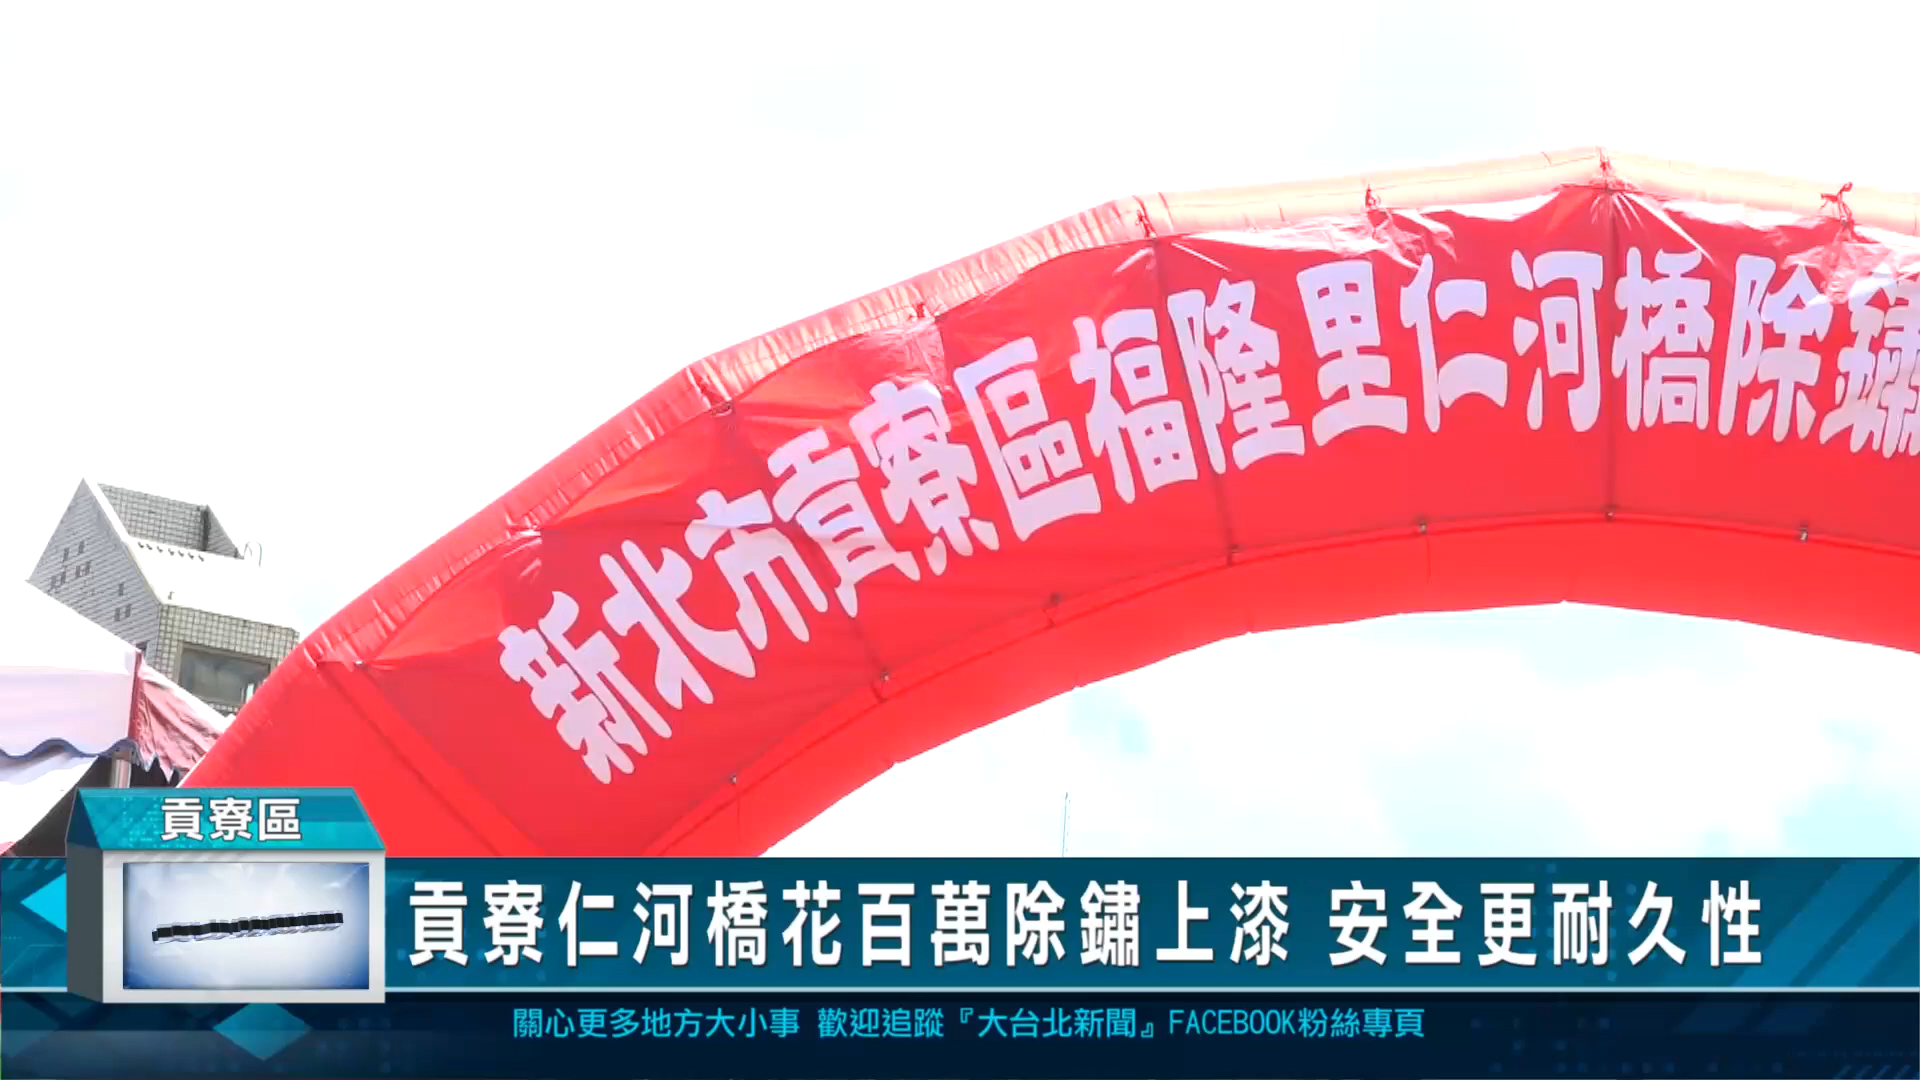 新北市貢寮區福隆里仁河橋除鏽
貢寮區
貢寮仁河橋花百萬除鏽上漆 安全更耐久性
關心更多地方大小事 歡迎追蹤『大台北新聞』FACEBOOK粉絲專頁